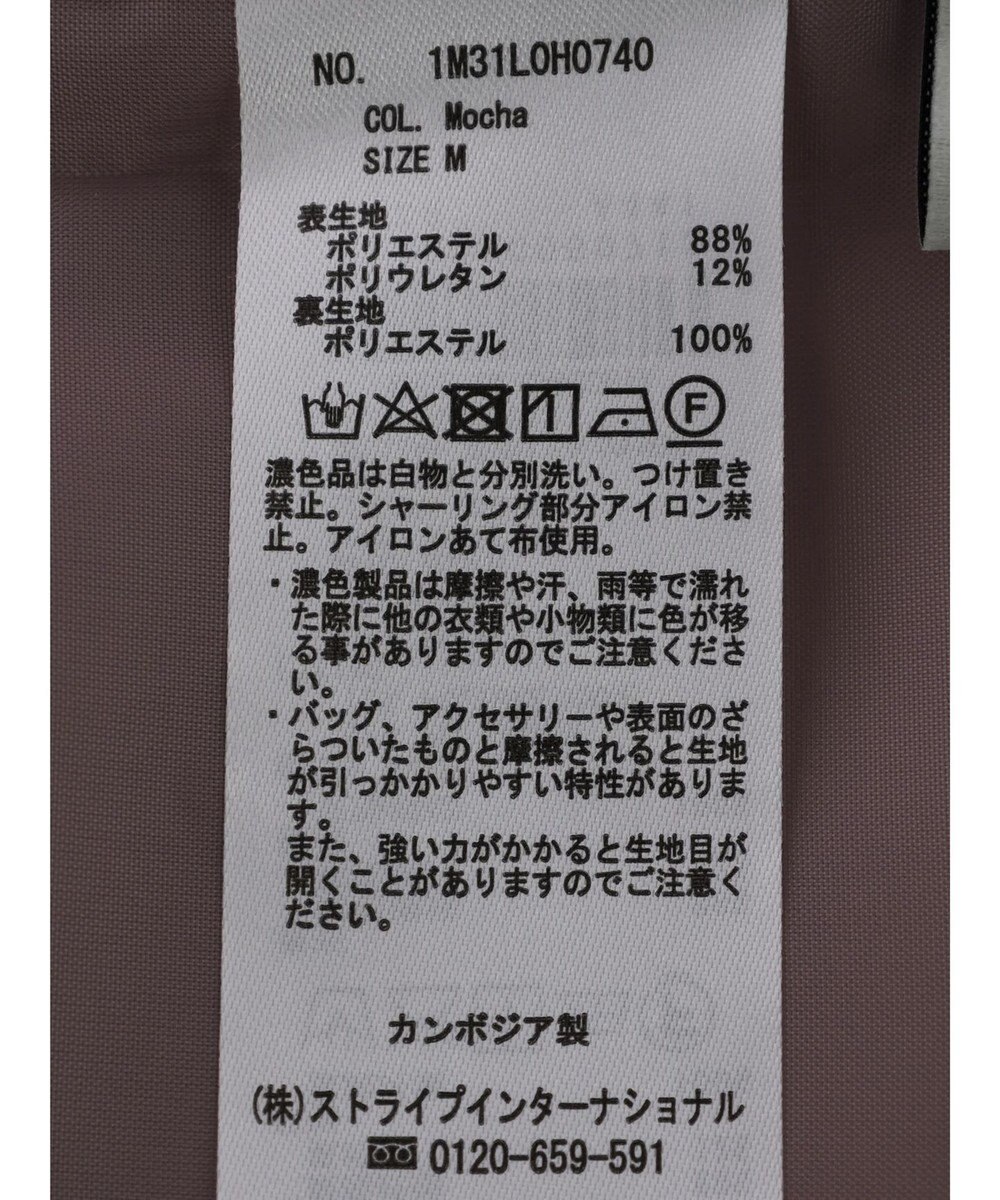 NO. 1M31L0H0740
COL. Mocha
SIZE M
表生地
ポリエステル 88%
ポリウレタン 12%
裏生地
ポリエステル 100%
F
濃色品は白物と分別洗い。つけ置き
禁止。シャーリング部分アイロン禁
止。アイロンあて布使用。
・濃色製品は摩擦や汗、雨等で濡れ
た際に他の衣類や小物類に色が移
る事がありますのでご注意くださ
い。
・バッグ、アクセサリーや表面のざ
らついたものと摩擦されると生地
が引っかかりやすい特性がありま
す。
また、強い力がかかると生地目が
開くことがありますのでご注意く
ださい。
カンボジア製
(株)ストライプインターナショナル
0120-659-591